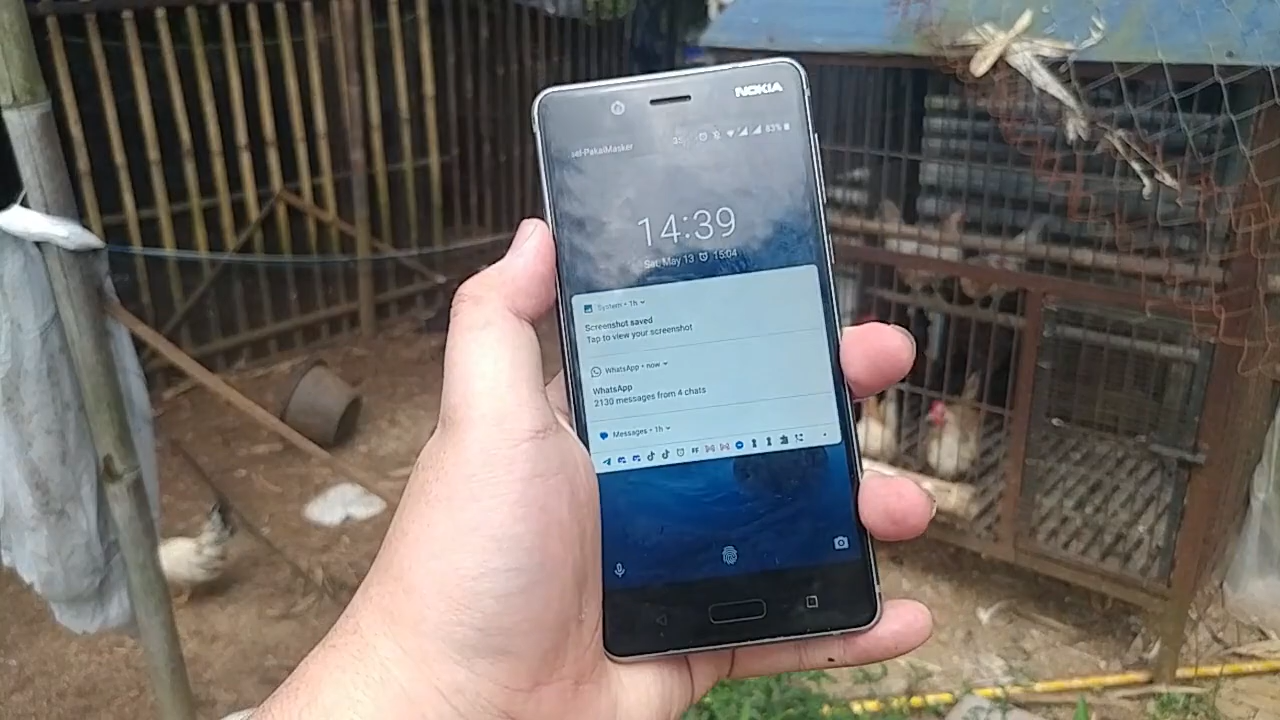 NOKIA
sel-PakaiMasker
83%
14:39
Sat, May 13 15:04
System • 1h
Screenshot saved
Tap to view your screenshot
WhatsApp • now
WhatsApp
2130 messages from 4 chats
Messages • 1h